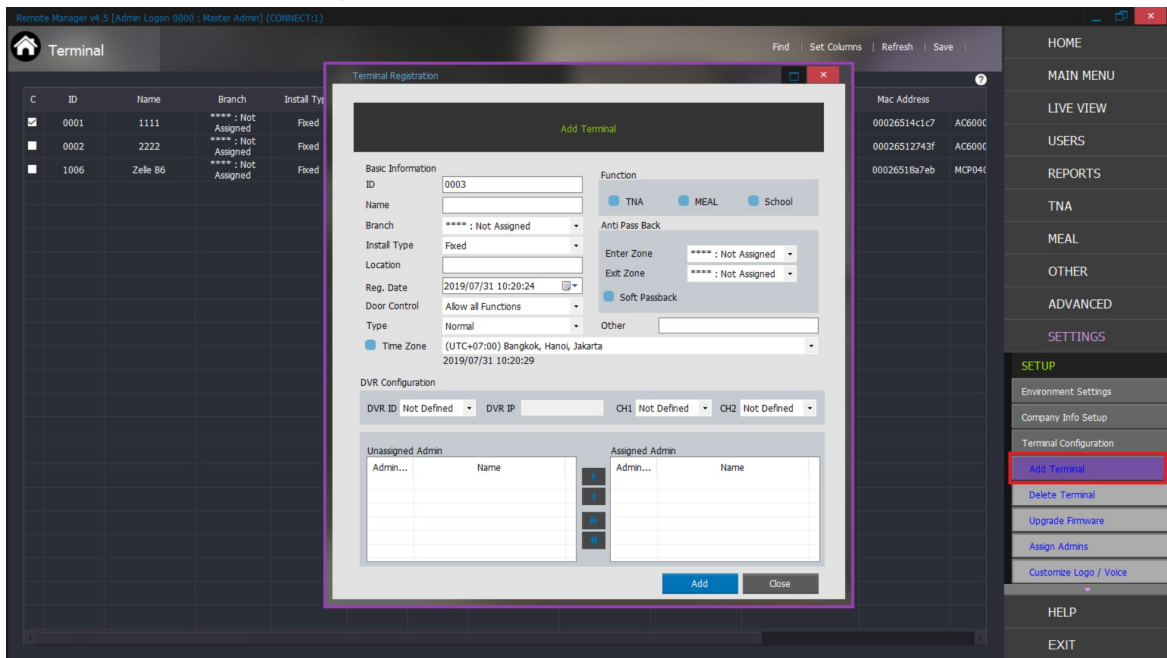 Remote Manager v4.5 [Admin Logon 0000 : Master Admin] (CONNECT:1)
Terminal
Find | Set Columns | Refresh | Save |
C ID Name Branch Install Typ Mac Address
0001 1111 **** : Not Assigned Fixed 00026514c1c7 AC6000
0002 2222 **** : Not Assigned Fixed 00026512743f AC6000
1006 Zelle B6 **** : Not Assigned Fixed 00026518a7eb MCP040
Terminal Registration
Add Terminal
Basic Information
ID 0003
Name
Branch **** : Not Assigned
Install Type Fixed
Location
Reg. Date 2019/07/31 10:20:24
Door Control Allow all Functions
Type Normal
Time Zone (UTC+07:00) Bangkok, Hanoi, Jakarta
2019/07/31 10:20:29
Function
TNA MEAL School
Anti Pass Back
Enter Zone **** : Not Assigned
Exit Zone **** : Not Assigned
Soft Passback
Other
DVR Configuration
DVR ID Not Defined DVR IP CH1 Not Defined CH2 Not Defined
Unassigned Admin
Admin... Name
Assigned Admin
Admin... Name
Add Close
HOME
MAIN MENU
LIVE VIEW
USERS
REPORTS
TNA
MEAL
OTHER
ADVANCED
SETTINGS
SETUP
Environment Settings
Company Info Setup
Terminal Configuration
Add Terminal
Delete Terminal
Upgrade Firmware
Assign Admins
Customize Logo / Voice
HELP
EXIT